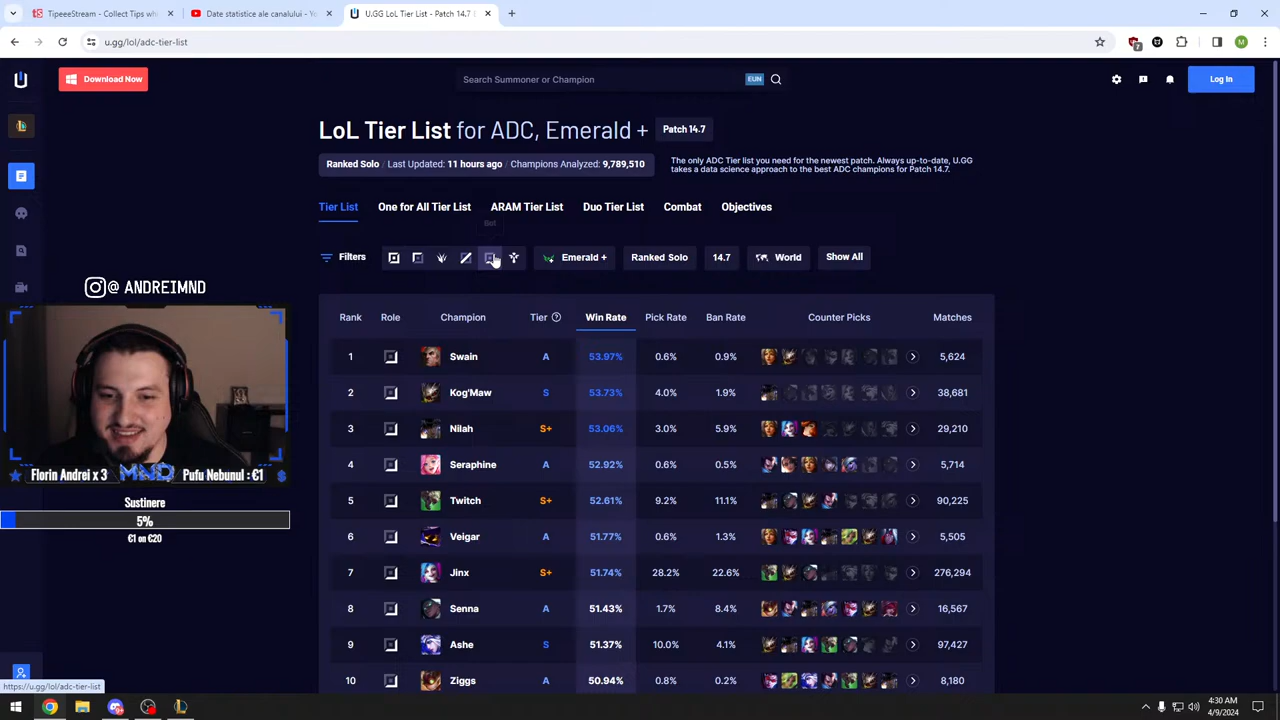 TipeeeStream - Collect Tips wh
Date statistice ale canalului - Yo
U.GG LoL Tier List - Patch 14.7
u.gg/lol/adc-tier-list
7
M
Download Now
Search Summoner or Champion
EUN
Log In
LoL Tier List for ADC, Emerald +
Patch 14.7
Ranked Solo / Last Updated: 11 hours ago / Champions Analyzed: 9,789,510
The only ADC Tier list you need for the newest patch. Always up-to-date, U.GG
takes a data science approach to the best ADC champions for Patch 14.7.
Tier List
One for All Tier List
ARAM Tier List
Duo Tier List
Combat
Objectives
Bot
Filters
Emerald +
Ranked Solo
14.7
World
Show All
@ ANDREIMND
Rank Role Champion Tier Win Rate Pick Rate Ban Rate Counter Picks Matches
1 Swain A 53.97% 0.6% 0.9% 5,624
2 Kog'Maw S 53.73% 4.0% 1.9% 38,681
3 Nilah S+ 53.06% 3.0% 5.9% 29,210
4 Seraphine A 52.92% 0.6% 0.5% 5,714
5 Twitch S+ 52.61% 9.2% 11.1% 90,225
6 Veigar A 51.77% 0.6% 1.3% 5,505
7 Jinx S+ 51.74% 28.2% 22.6% 276,294
8 Senna A 51.43% 1.7% 8.4% 16,567
9 Ashe S 51.37% 10.0% 4.1% 97,427
10 Ziggs A 50.94% 0.8%
Florin Andrei x 3
MND
Pufu Nebunul : €1
Sustinere
5%
€1 on €20
https://u.gg/lol/adc-tier-list
4:30 AM
4/9/2024